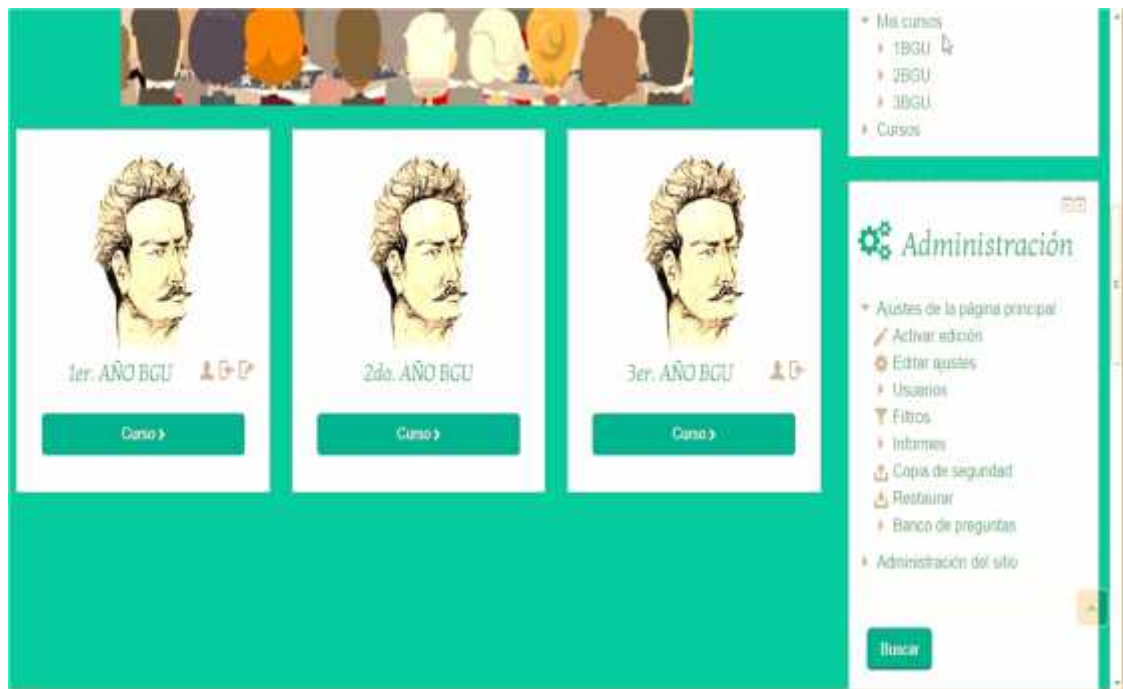 1er. AÑO BGU
Curso
2do. AÑO BGU
Curso
3er. AÑO BGU
Curso
Mis cursos
1BGU
2BGU
3BGU
Cursos
Administración
Ajustes de la página principal
Activar edición
Editar ajustes
Usuarios
Filtros
Informes
Copia de seguridad
Restaurar
Banco de preguntas
Administración del sitio
Buscar